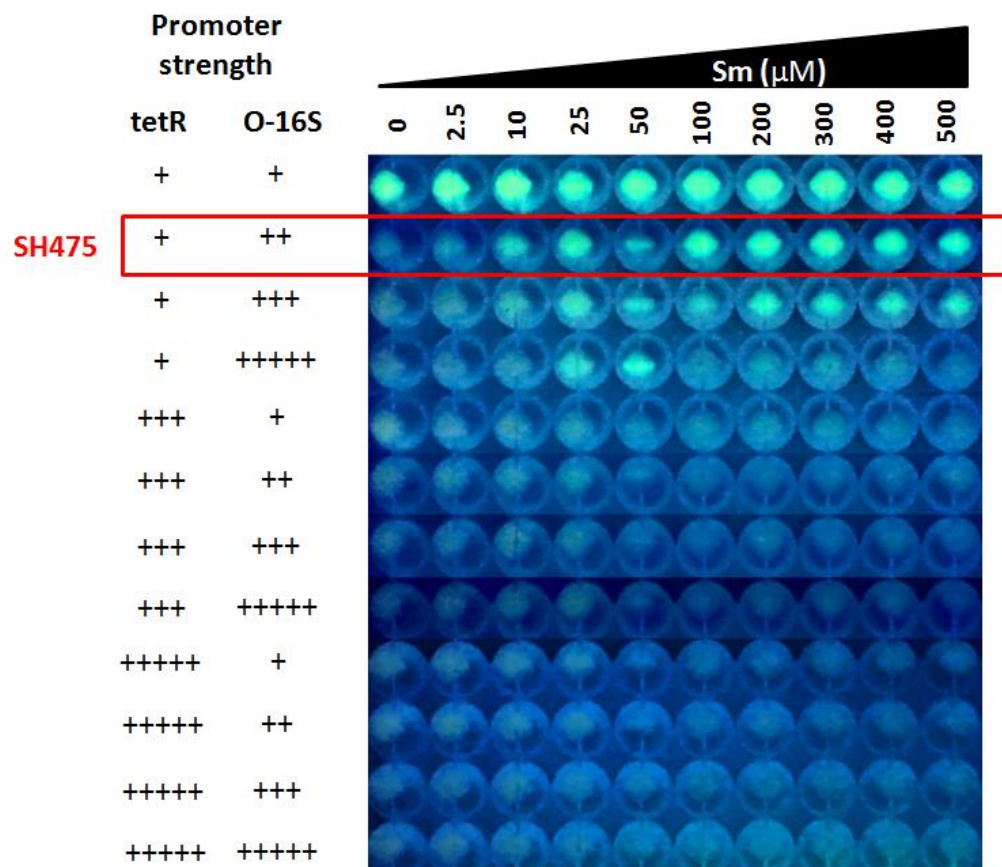 Promoter
strength
Sm (μM)
tetR O-16S 0 2.5 10 25 50 100 200 300 400 500
+ +
SH475 + ++
+ +++
+ +++++
+++ +
+++ ++
+++ +++
+++ +++++
+++++ +
+++++ ++
+++++ +++
+++++ +++++